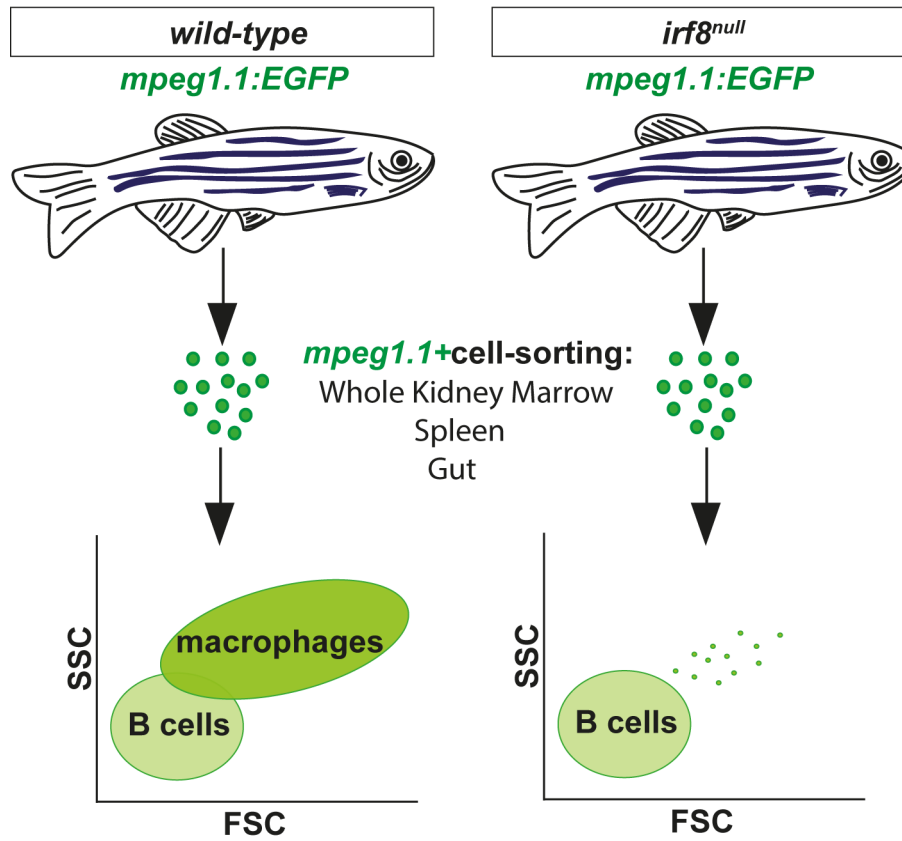 wild-type
mpeg1.1:EGFP
irf8null
mpeg1.1:EGFP
mpeg1.1+cell-sorting:
Whole Kidney Marrow
Spleen
Gut
SSC
macrophages
B cells
FSC
SSC
B cells
FSC